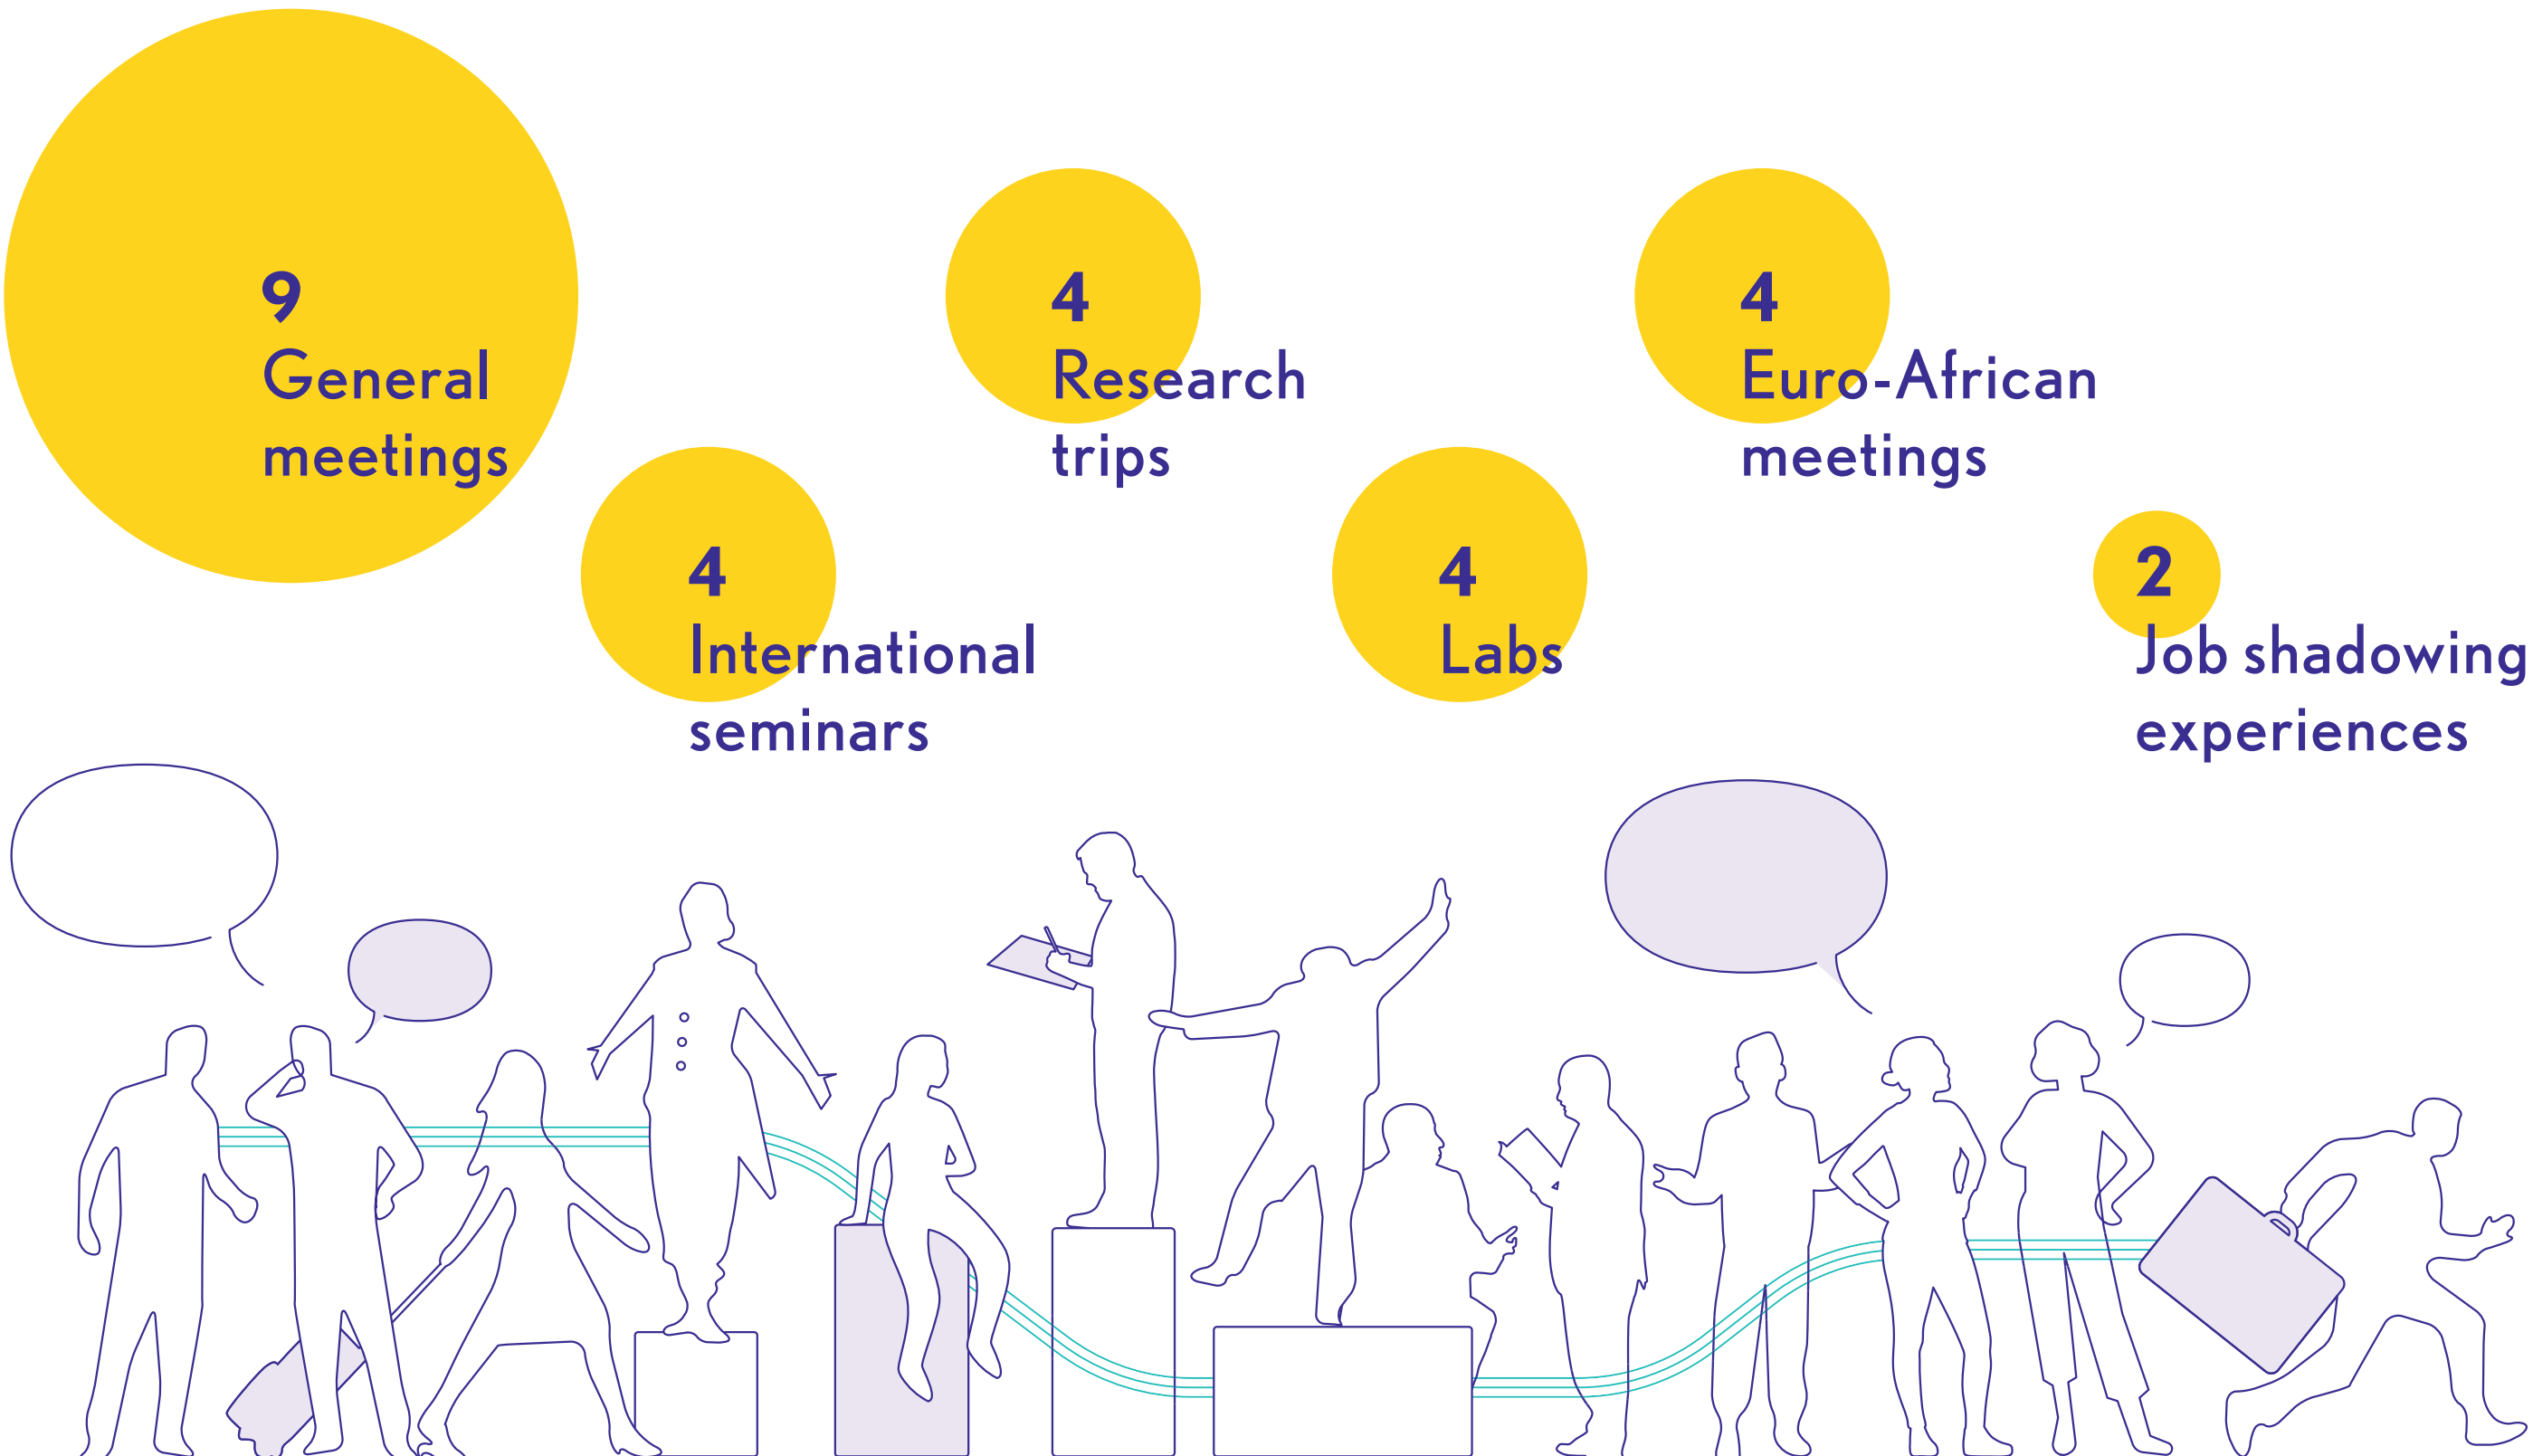 9
General
meetings
4
International
seminars
4
Research
trips
4
Labs
4
Euro-African
meetings
2
Job shadowing
experiences